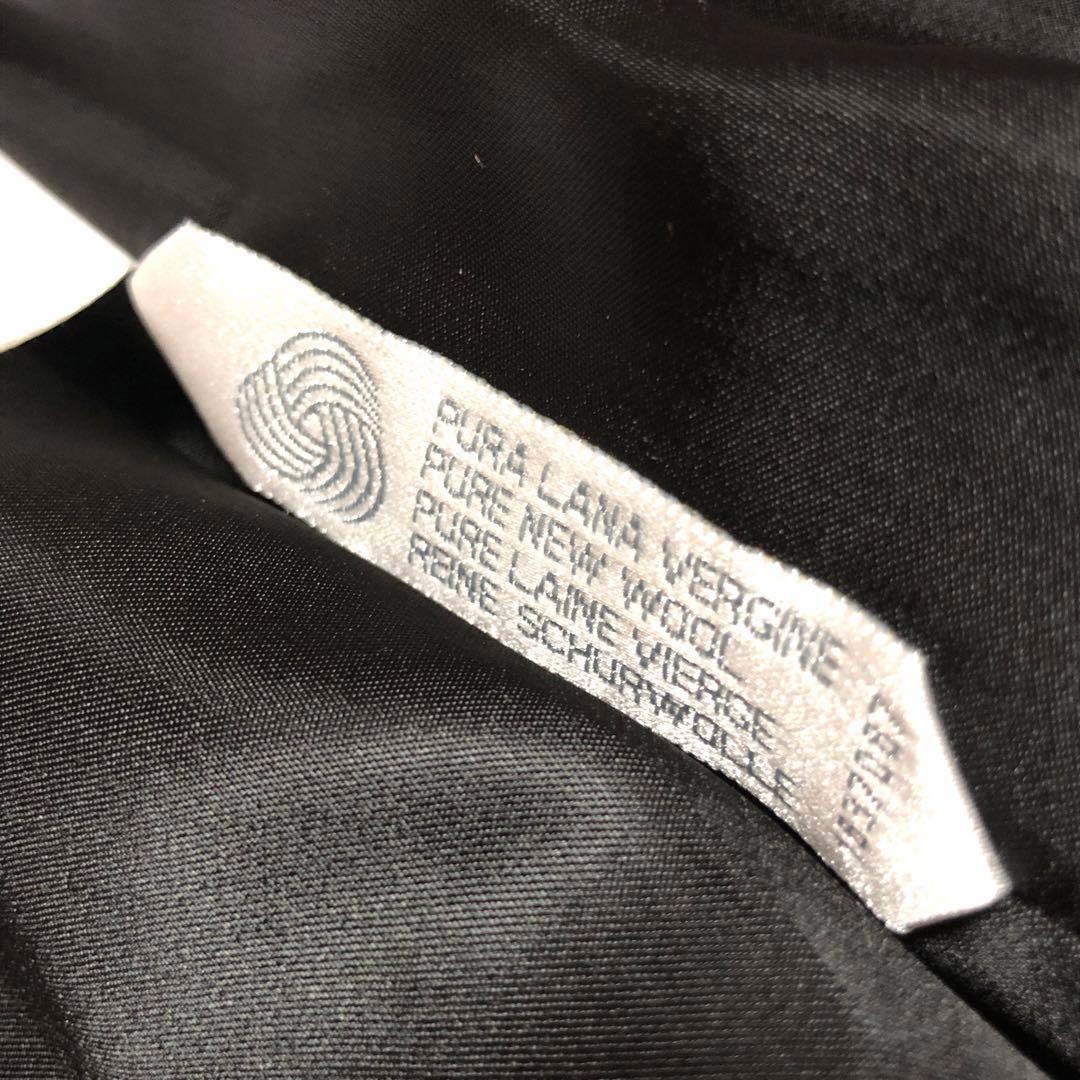 PURA LANA VERGINE
PURE NEW WOOL
PURE LAINE VIERGE
REINE SCHURWOLLE